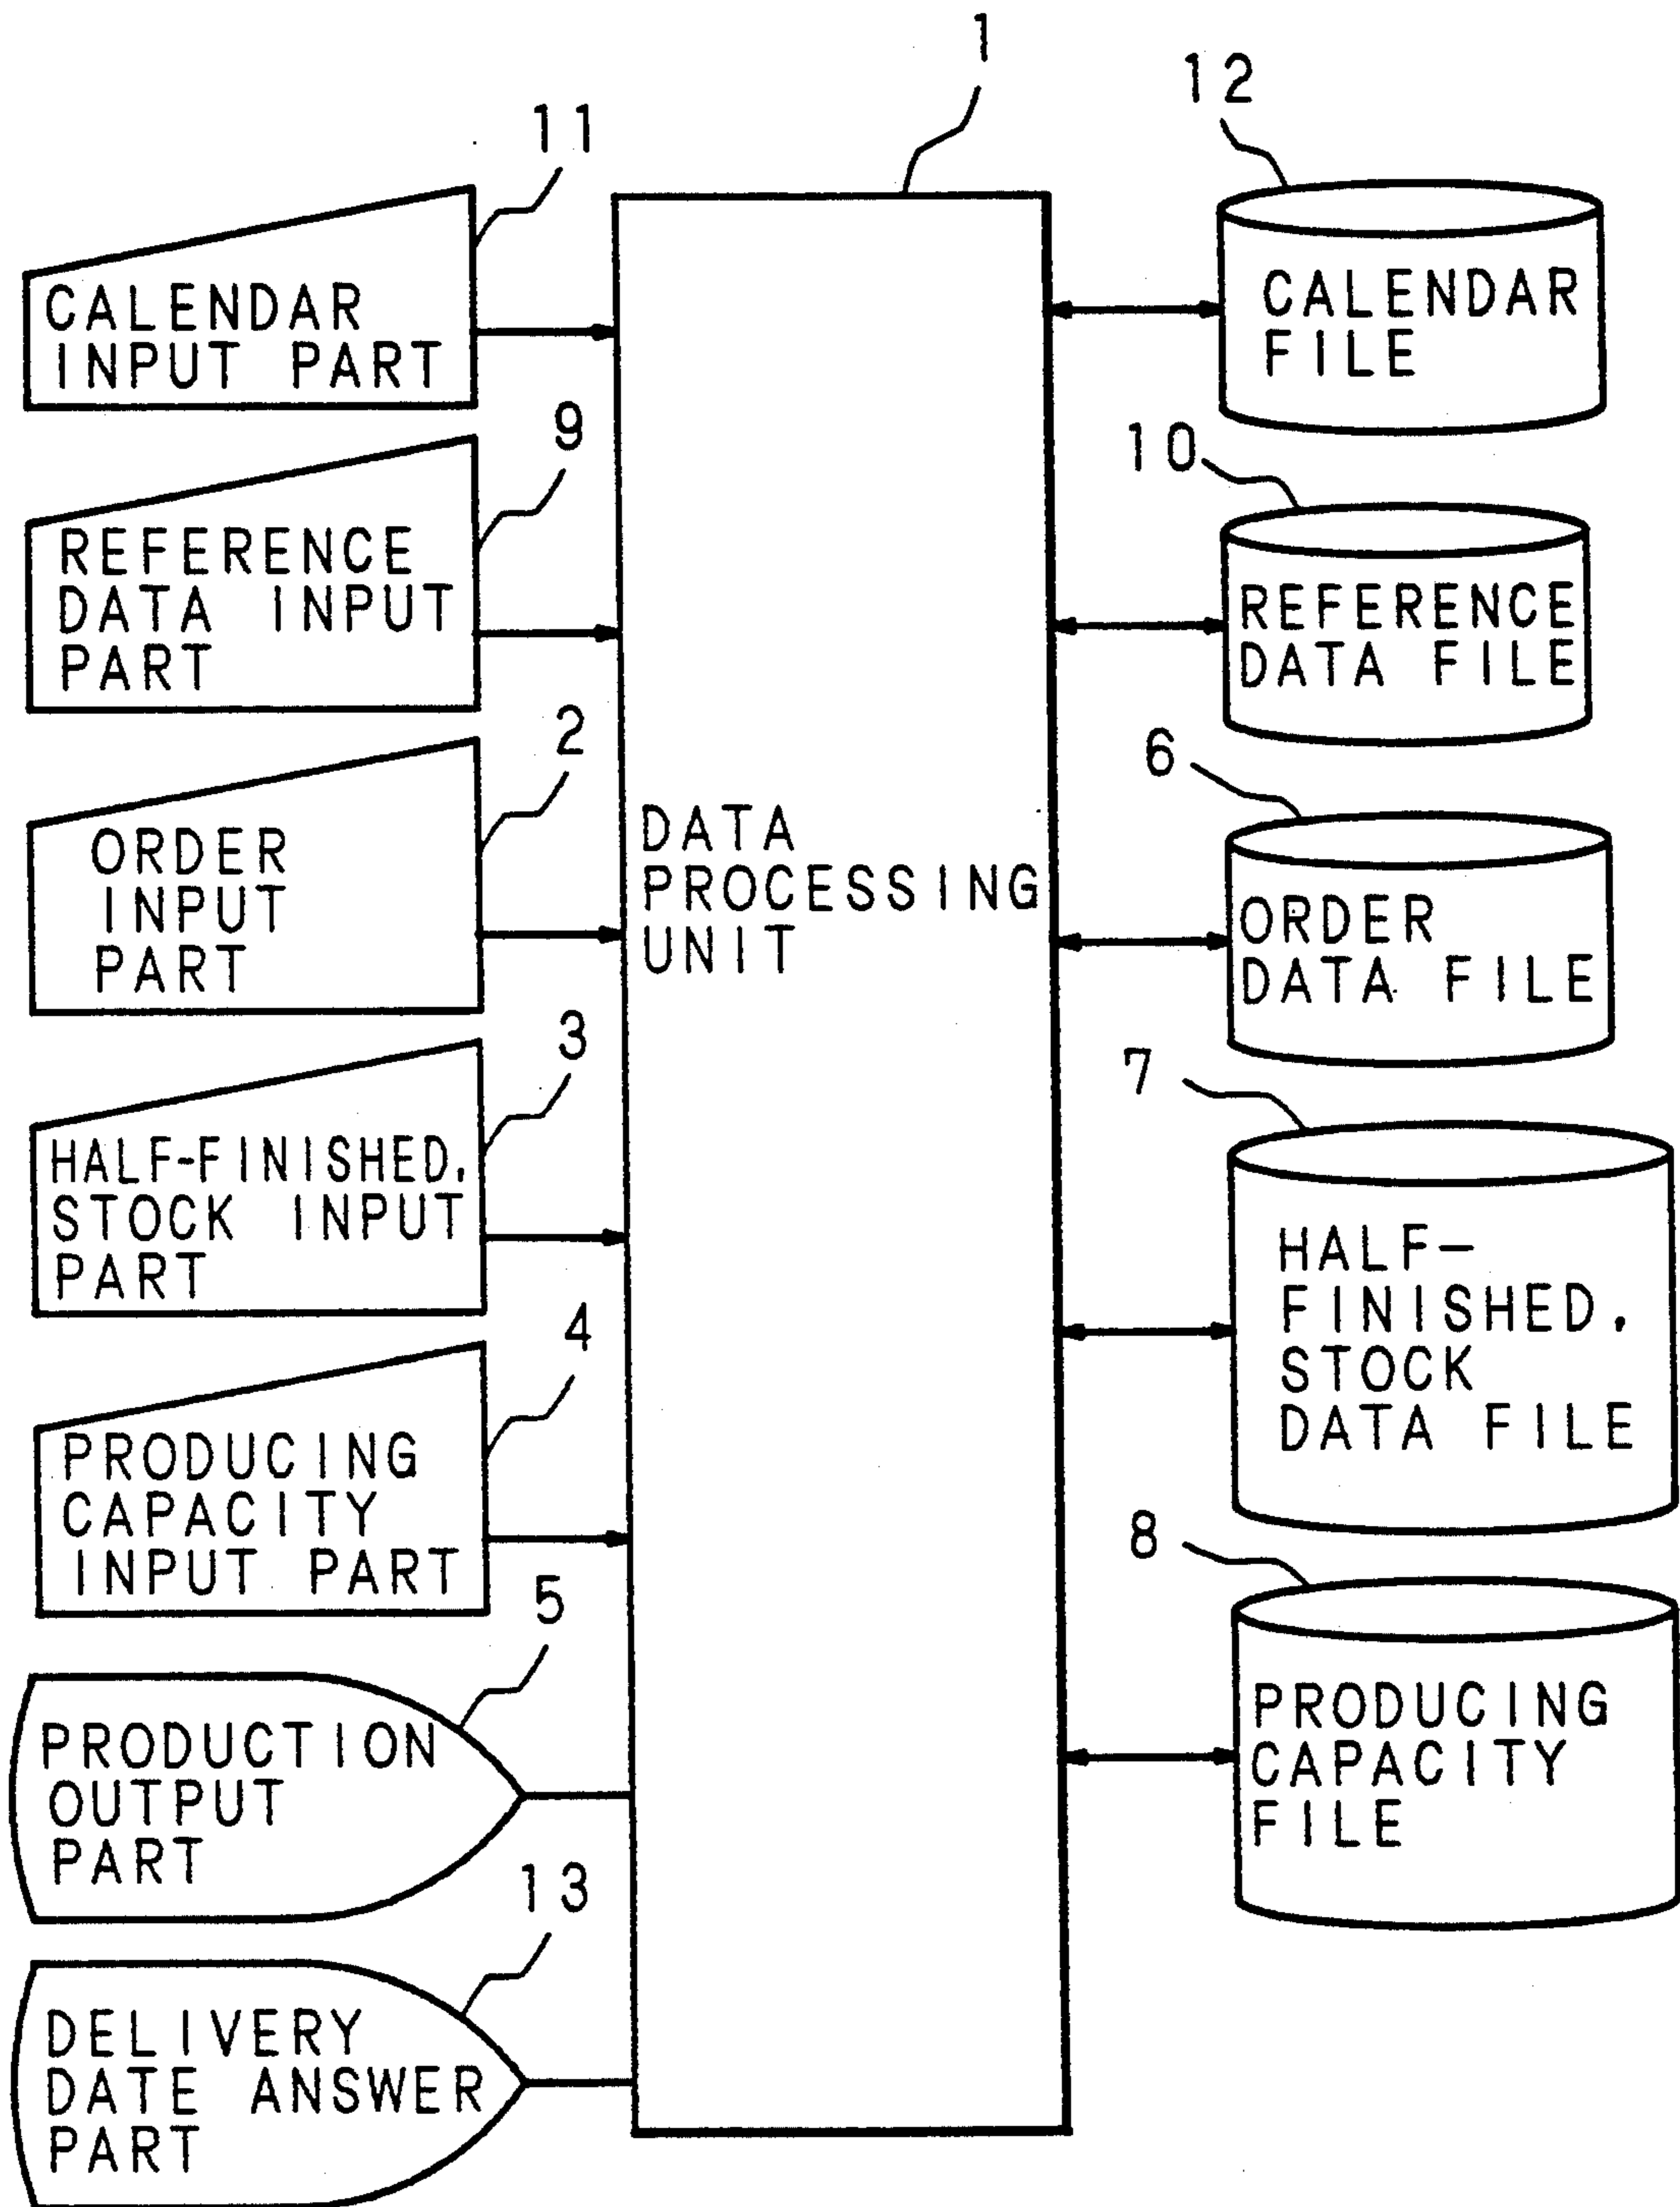 1
12
11
CALENDAR
INPUT PART
CALENDAR
FILE
9
10
REFERENCE
DATA INPUT
PART
REFERENCE
DATA FILE
2
6
ORDER
INPUT
PART
DATA
PROCESSING
UNIT
ORDER
DATA FILE
3
7
HALF-FINISHED.
STOCK INPUT
PART
HALF-
FINISHED.
STOCK
DATA FILE
4
8
PRODUCING
CAPACITY
INPUT PART
PRODUCING
CAPACITY
FILE
5
PRODUCTION
OUTPUT
PART
13
DELIVERY
DATE ANSWER
PART